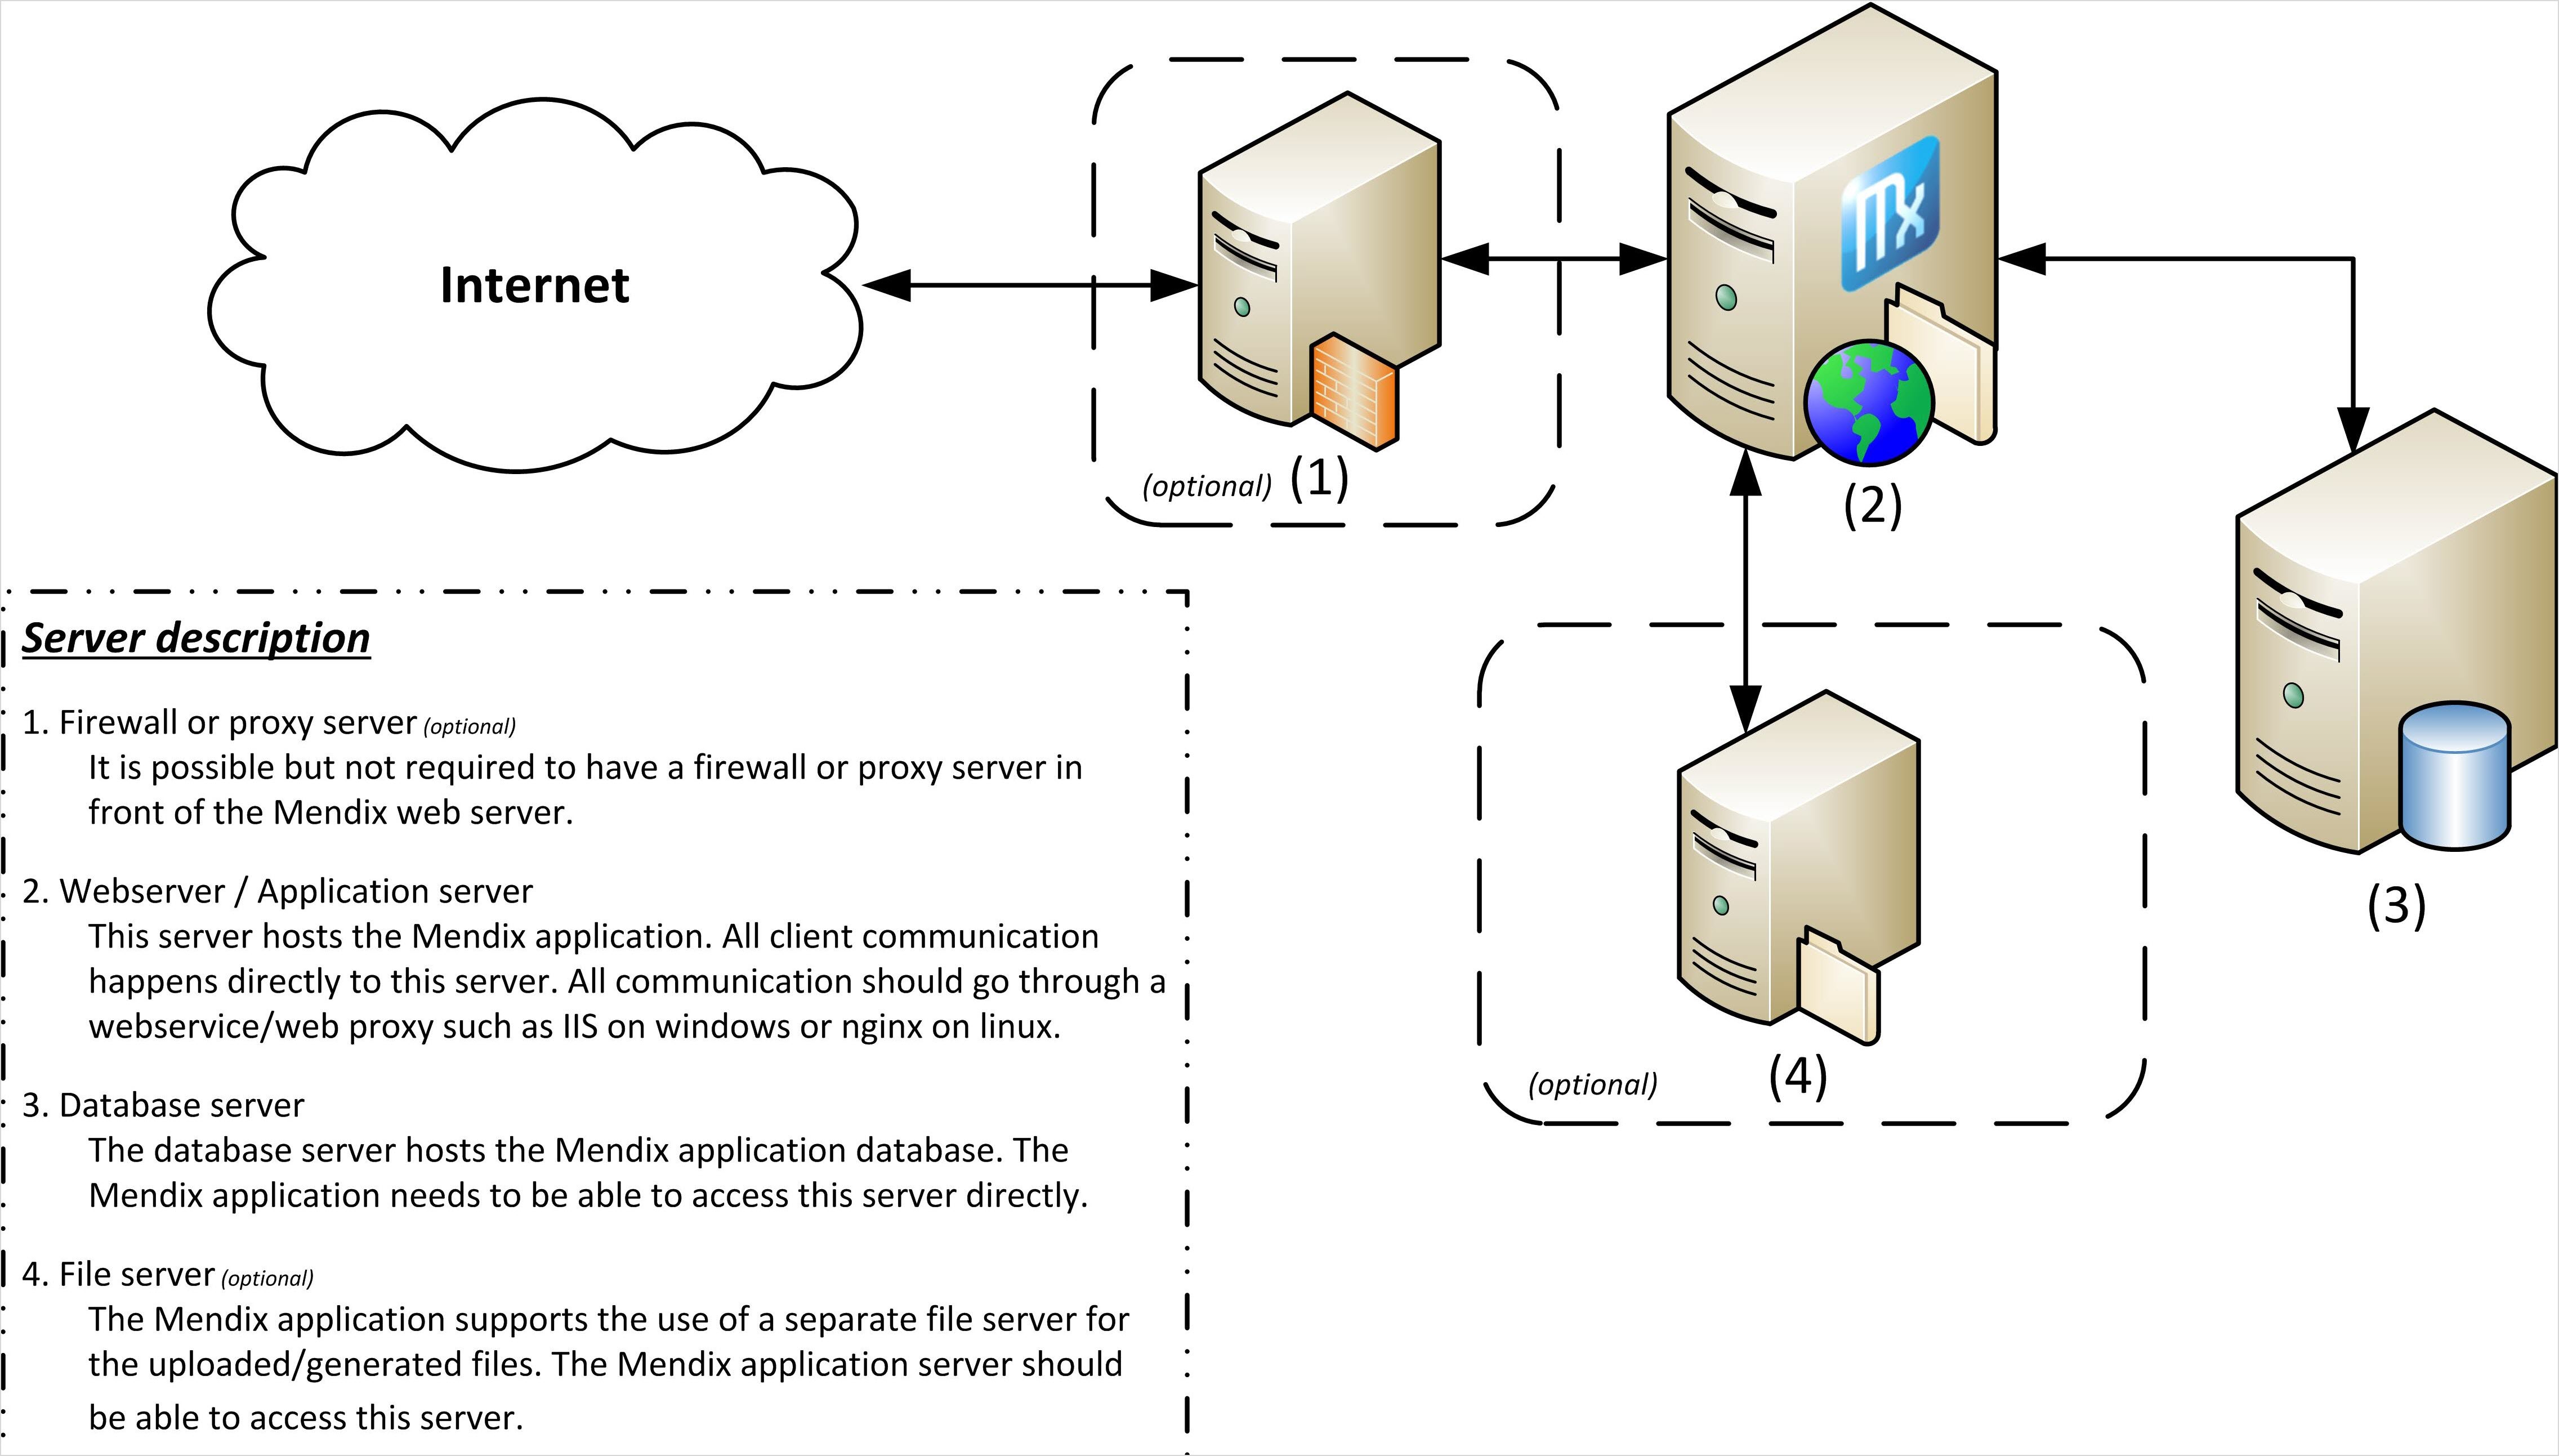 Internet
(optional) (1)
(2)
(3)
(optional) (4)
Mx
Server description
1. Firewall or proxy server (optional)
It is possible but not required to have a firewall or proxy server in
front of the Mendix web server.
2. Webserver / Application server
This server hosts the Mendix application. All client communication
happens directly to this server. All communication should go through a
webservice/web proxy such as IIS on windows or nginx on linux.
3. Database server
The database server hosts the Mendix application database. The
Mendix application needs to be able to access this server directly.
4. File server (optional)
The Mendix application supports the use of a separate file server for
the uploaded/generated files. The Mendix application server should
be able to access this server.